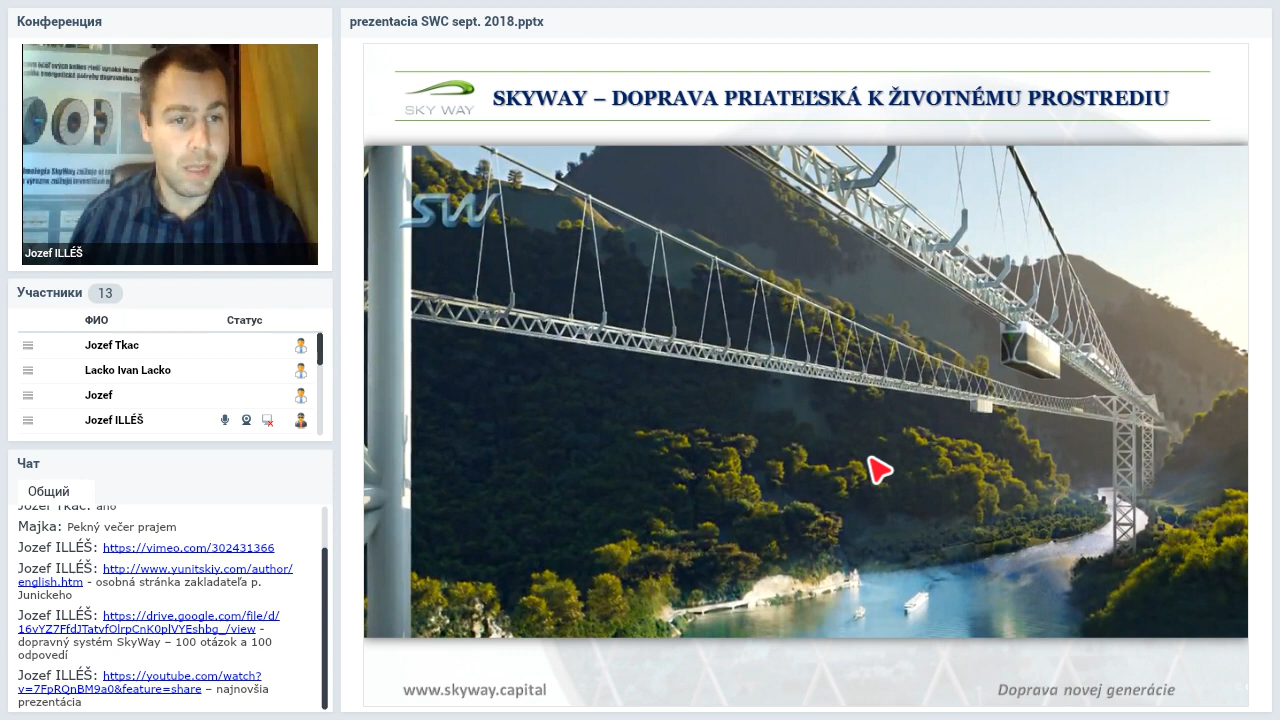 Конференция
Jozef ILLÉŠ
Участники 13
ФИО Статус
Jozef Tkac
Lacko Ivan Lacko
Jozef
Jozef ILLÉŠ
Чат
Общий
Jozef Tkac: ano
Majka: Pekný večer prajem
Jozef ILLÉŠ: https://vimeo.com/302431366
Jozef ILLÉŠ: http://www.yunitskiy.com/author/
english.htm - osobná stránka zakladateľa p.
Junickeho
Jozef ILLÉŠ: https://drive.google.com/file/d/
16vYZ7FfdJTatvfOlrpCnK0plVYEshbg_/view -
dopravný systém SkyWay – 100 otázok a 100
odpovedí
Jozef ILLÉŠ: https://youtube.com/watch?
v=7FpRQnBM9a0&feature=share – najnovšia
prezentácia
prezentacia SWC sept. 2018.pptx
SKY WAY
SKYWAY – DOPRAVA PRIATEĽSKÁ K ŽIVOTNÉMU PROSTREDIU
SW
www.skyway.capital
Doprava novej generácie